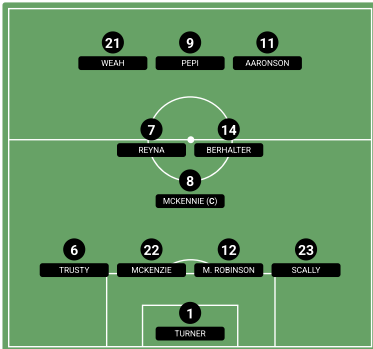 21 9 11
WEAH PEPI AARONSON
7 14
REYNA BERHALTER
8
MCKENNIE (C)
6 22 12 23
TRUSTY MCKENZIE M. ROBINSON SCALLY
1
TURNER